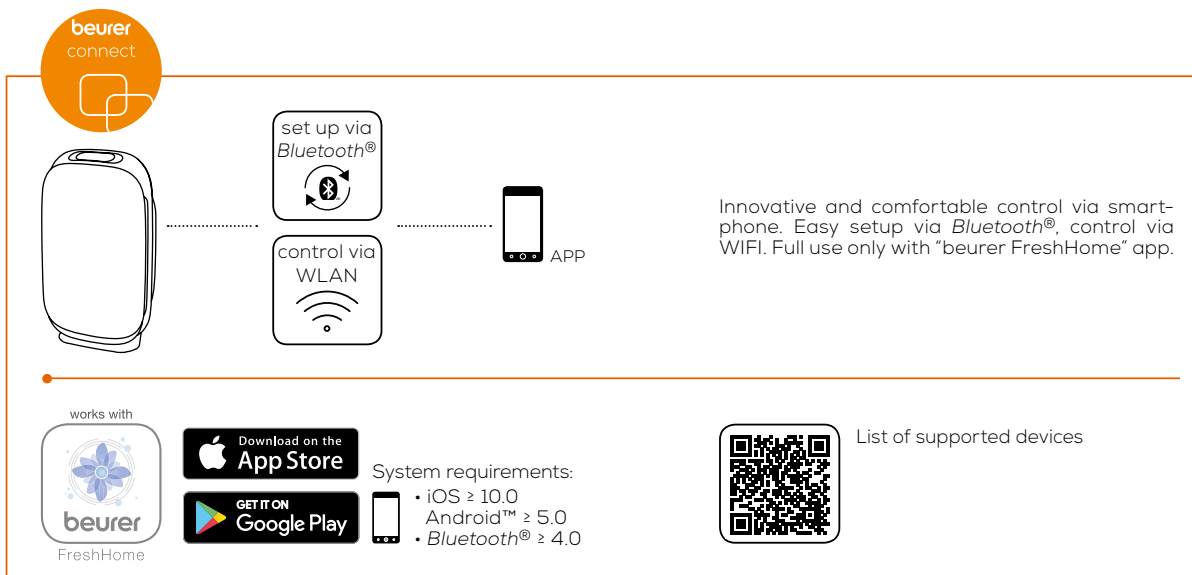 beurer
connect
set up via
Bluetooth®
control via
WLAN
APP
Innovative and comfortable control via smart-
phone. Easy setup via Bluetooth®, control via
WIFI. Full use only with "beurer FreshHome" app.
works with
beurer
FreshHome
Download on the
App Store
GET IT ON
Google Play
System requirements:
• iOS ≥ 10.0
Android™ ≥ 5.0
• Bluetooth® ≥ 4.0
List of supported devices